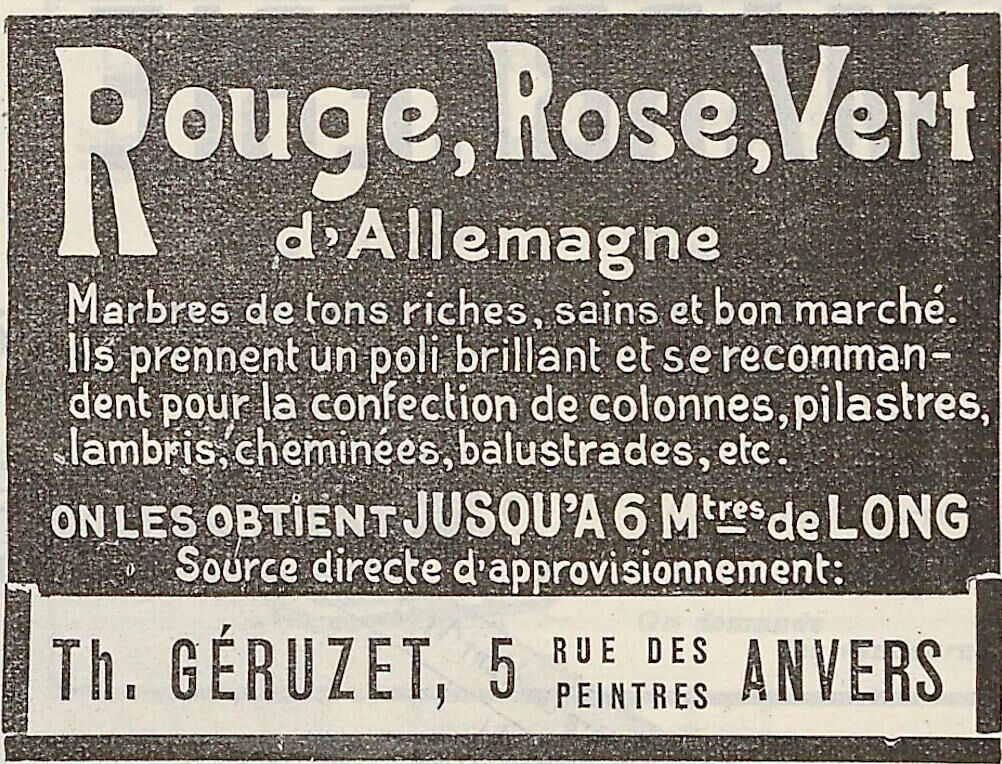 Rouge, Rose, Vert
d'Allemagne
Marbres de tons riches, sains et bon marché.
Ils prennent un poli brillant et se recomman-
dent pour la confection de colonnes, pilastres,
lambris, cheminées, balustrades, etc.
ON LES OBTIENT JUSQU'A 6 Mtres de LONG
Source directe d'approvisionnement:
Th. GÉRUZET, 5 RUE DES PEINTRES ANVERS